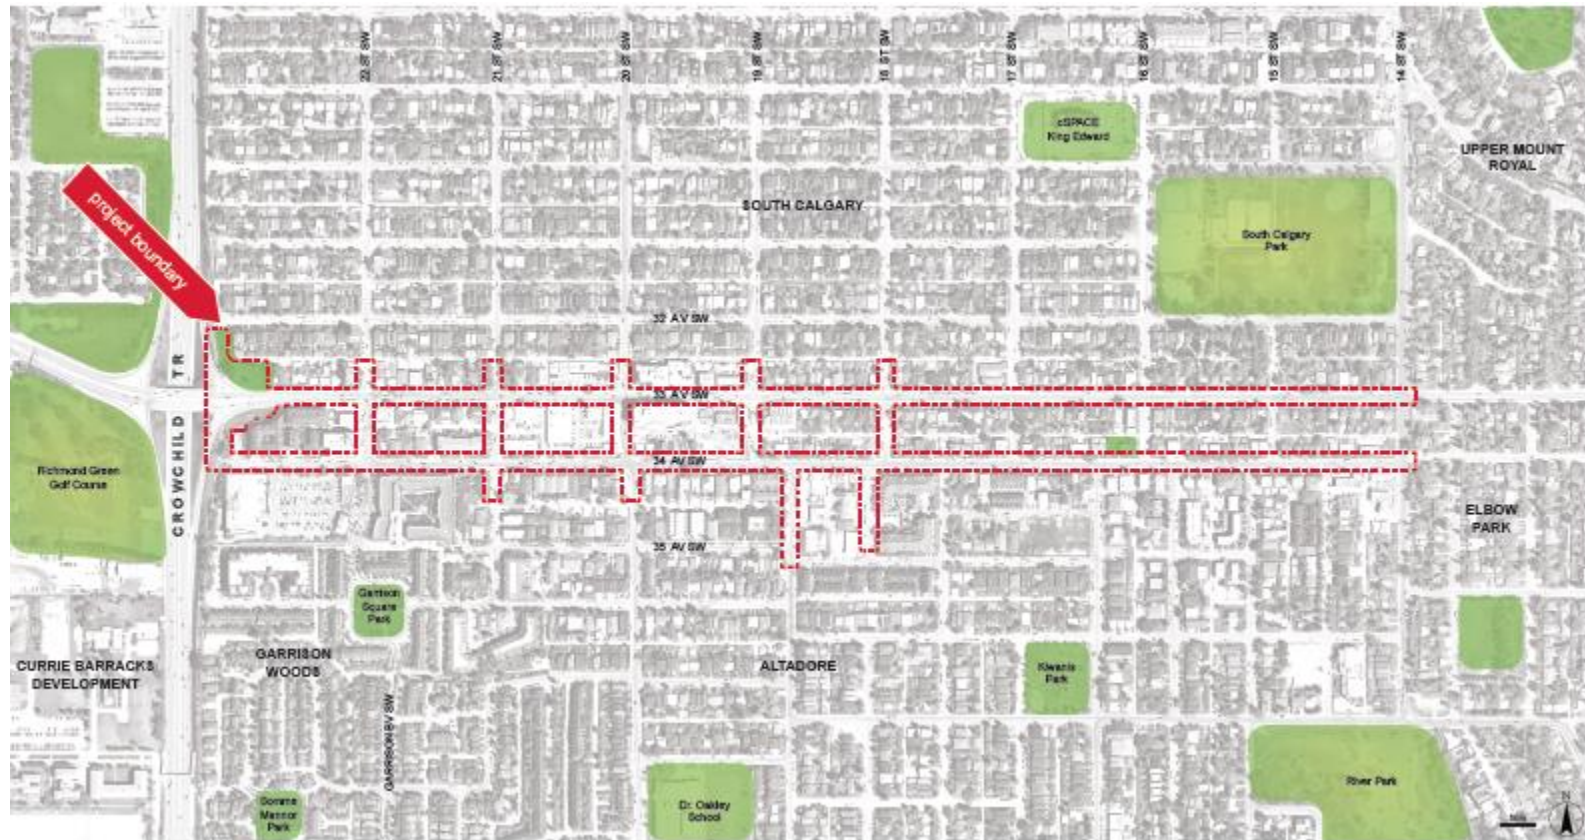 22 ST SW
21 ST SW
20 ST SW
19 ST SW
18 ST SW
17 ST SW
16 ST SW
15 ST SW
14 ST SW
cSPACE
King Edward
UPPER MOUNT
ROYAL
project boundary
SOUTH CALGARY
South Calgary
Park
32 AV SW
CROWCHILD TR
33 AV SW
34 AV SW
Richmond Green
Golf Course
ELBOW
PARK
35 AV SW
Garrison
Square
Park
GARRISON
WOODS
CURRIE BARRACKS
DEVELOPMENT
ALTADORE
Kiwanis
Park
GARRISON BV SW
River Park
Dr. Oakley
School
Somme
Mannor
Park
N